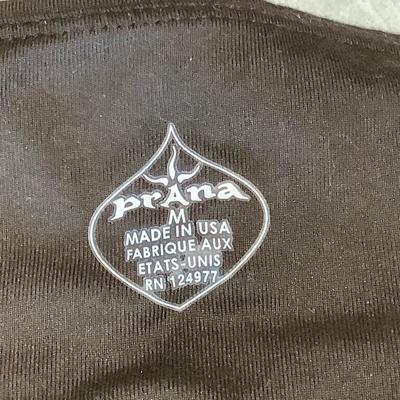 prAna
M
MADE IN USA
FABRIQUE AUX
ETATS-UNIS
RN 124977